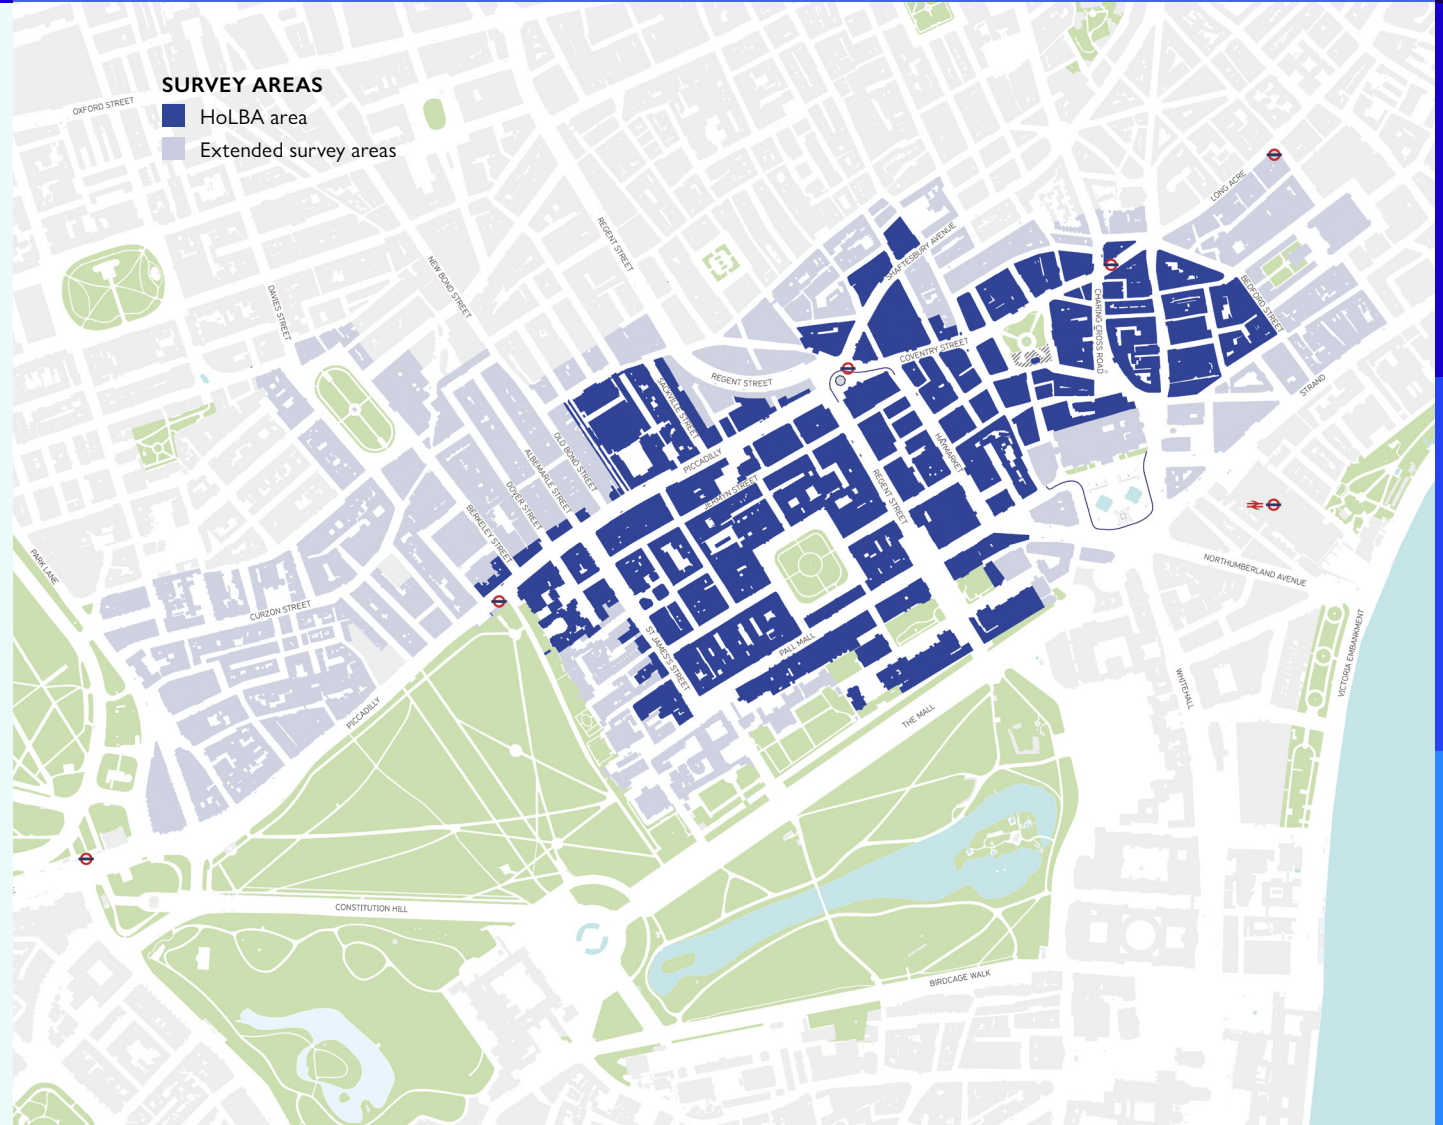 SURVEY AREAS
HoLBA area
Extended survey areas
OXFORD STREET
LONG ACRE
REGENT STREET
SHAFTESBURY AVENUE
NEW BOND STREET
DAVIES STREET
BEDFORD STREET
CHARING CROSS ROAD
COVENTRY STREET
REGENT STREET
SACKVILLE STREET
STRAND
OLD BOND STREET
PICCADILLY
HAYMARKET
ALBEMARLE STREET
JERMYN STREET
REGENT STREET
DOVER STREET
BERKELEY STREET
PARK LANE
NORTHUMBERLAND AVENUE
CURZON STREET
PALL MALL
ST JAMES'S STREET
VICTORIA EMBANKMENT
WHITEHALL
PICCADILLY
THE MALL
CONSTITUTION HILL
BIRDCAGE WALK